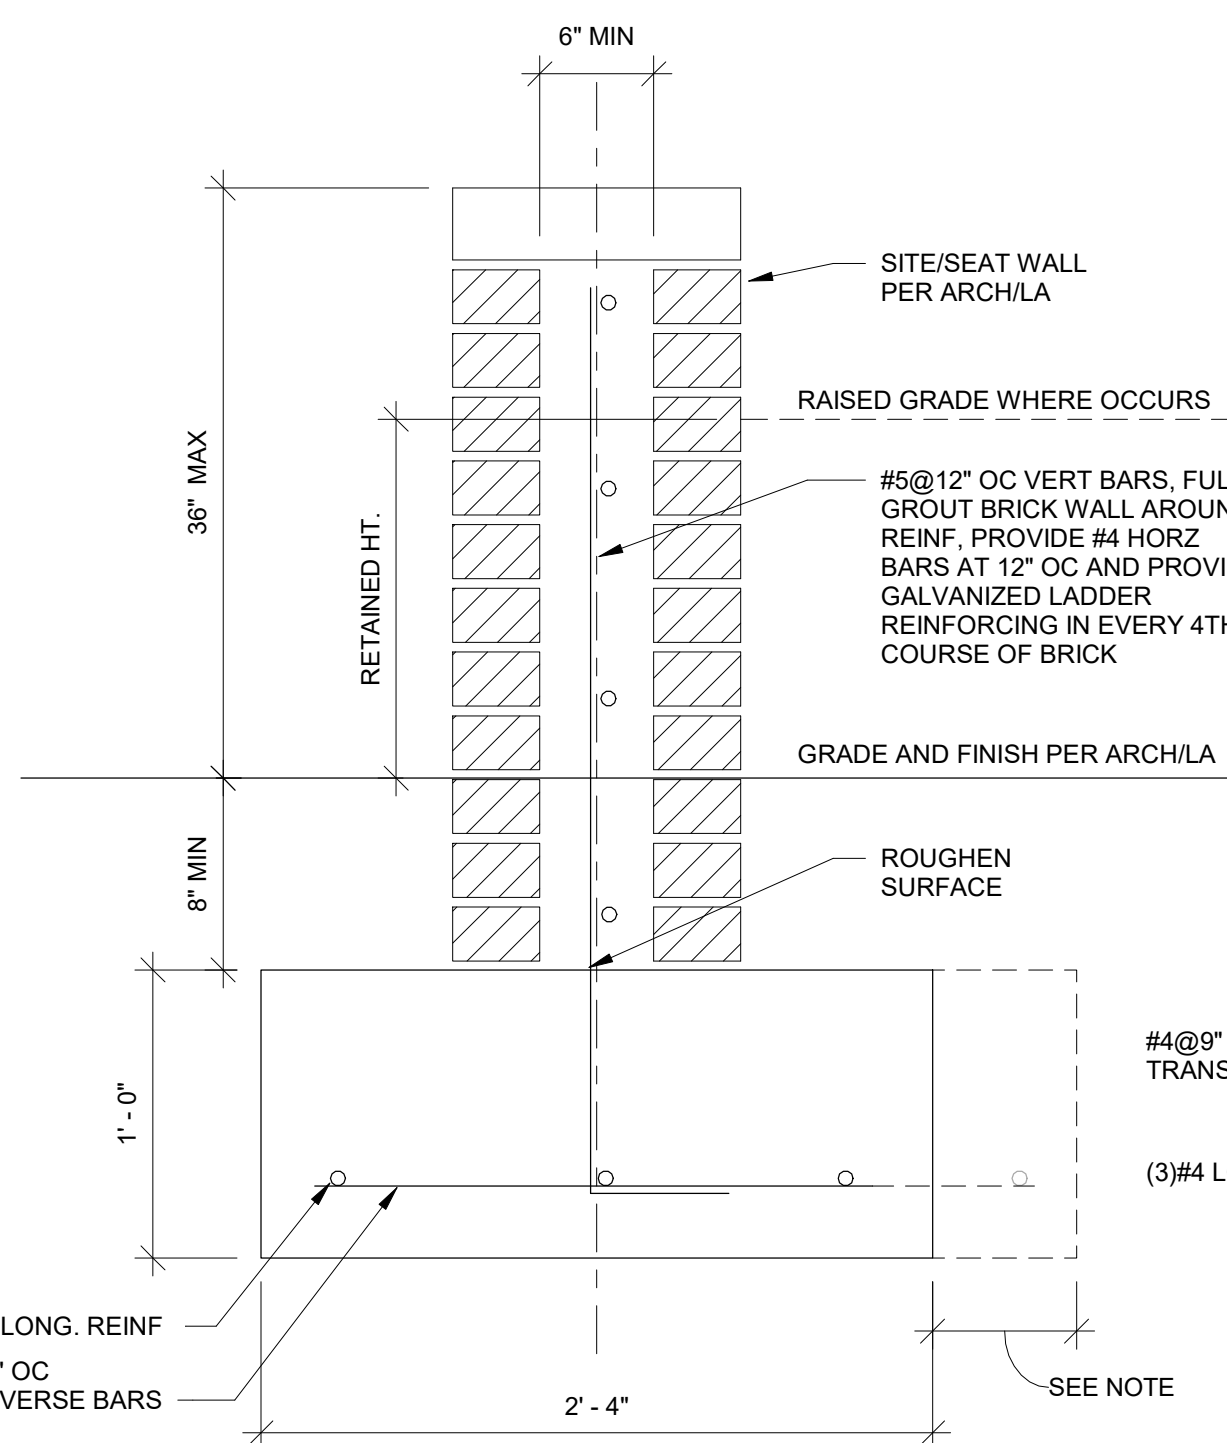 6" MIN
SITE/SEAT WALL
PER ARCH/LA
RAISED GRADE WHERE OCCURS
36" MAX
RETAINED HT.
#5@12" OC VERT BARS, FUL
GROUT BRICK WALL AROUN
REINF, PROVIDE #4 HORZ
BARS AT 12" OC AND PROVI
GALVANIZED LADDER
REINFORCING IN EVERY 4TH
COURSE OF BRICK
GRADE AND FINISH PER ARCH/LA
8" MIN
ROUGHEN
SURFACE
1' - 0"
#4@9"
TRANS
(3)#4 L
LONG. REINF
" OC
VERSE BARS
2' - 4"
SEE NOTE